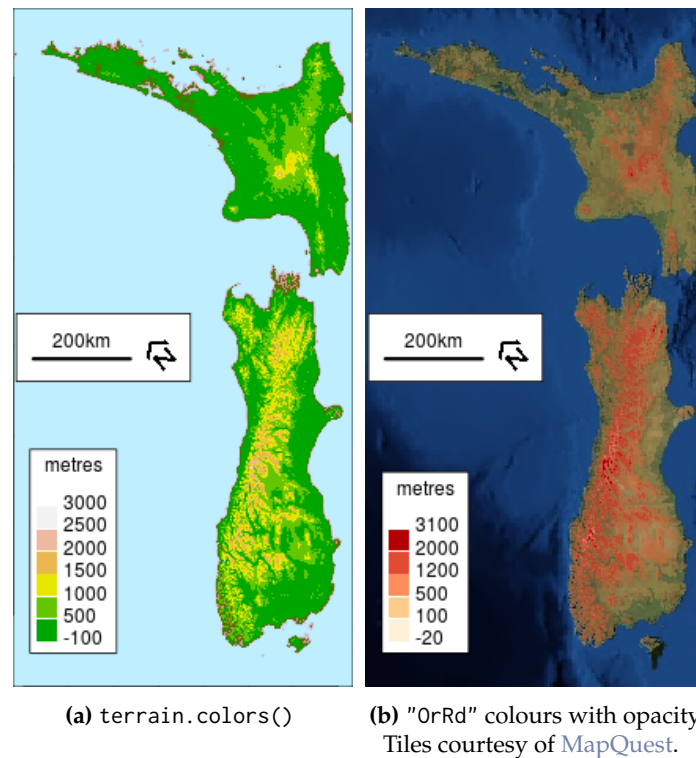 200km
N
metres
3000
2500
2000
1500
1000
500
-100
(a) terrain.colors()
200km
N
metres
3100
2000
1200
500
100
-20
(b) "OrRd" colours with opacity
Tiles courtesy of MapQuest.